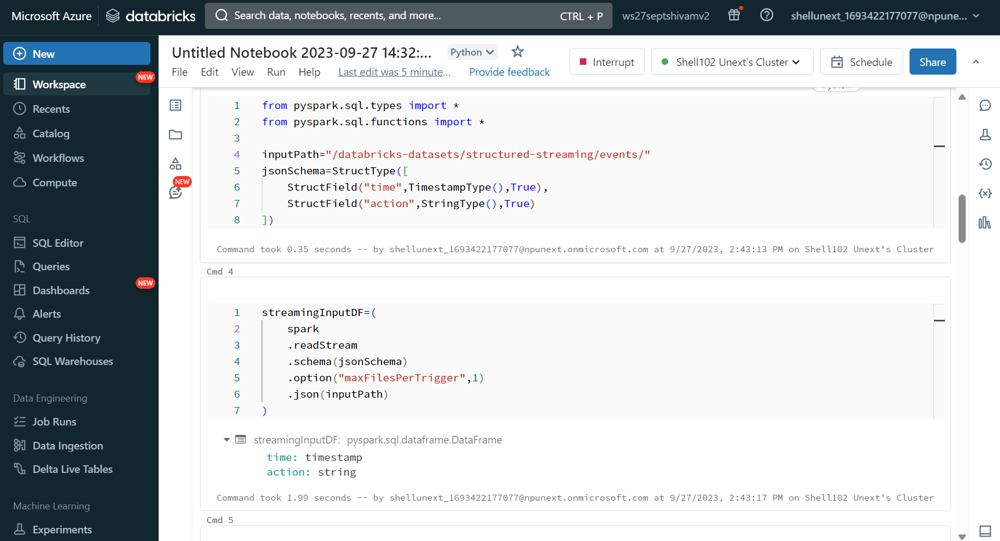 Microsoft Azure databricks Search data, notebooks, recents, and more... CTRL + P ws27septshivamv2 shellunext_1693422177077@npune...
New
Workspace NEW
Recents
Catalog
Workflows
Compute
SQL
SQL Editor
Queries
Dashboards NEW
Alerts
Query History
SQL Warehouses
Data Engineering
Job Runs
Data Ingestion
Delta Live Tables
Machine Learning
Experiments
Untitled Notebook 2023-09-27 14:32:... Python
File Edit View Run Help Last edit was 5 minute... Provide feedback
Interrupt Shell102 Unext's Cluster Schedule Share
NEW
Python
1 from pyspark.sql.types import *
2 from pyspark.sql.functions import *
3
4 inputPath="/databricks-datasets/structured-streaming/events/"
5 jsonSchema=StructType([
6 StructField("time",TimestampType(),True),
7 StructField("action",StringType(),True)
8 ])
Command took 0.35 seconds -- by shellunext_1693422177077@npunext.onmicrosoft.com at 9/27/2023, 2:43:13 PM on Shell102 Unext's Cluster
Cmd 4
1 streamingInputDF=(
2 spark
3 .readStream
4 .schema(jsonSchema)
5 .option("maxFilesPerTrigger",1)
6 .json(inputPath)
7 )
streamingInputDF: pyspark.sql.dataframe.DataFrame
time: timestamp
action: string
Command took 1.99 seconds -- by shellunext_1693422177077@npunext.onmicrosoft.com at 9/27/2023, 2:43:17 PM on Shell102 Unext's Cluster
Cmd 5